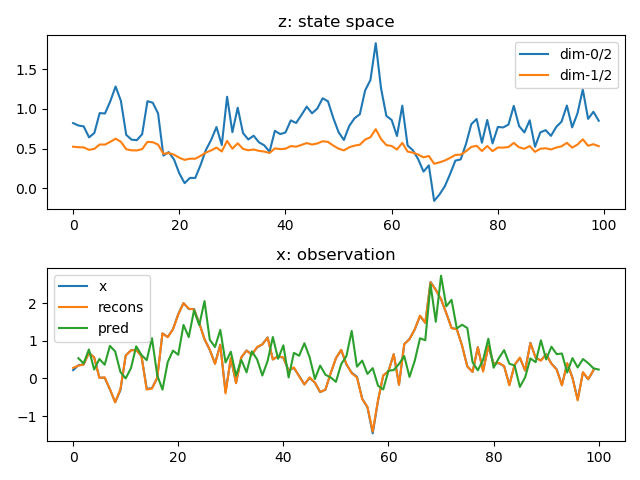 z: state space
dim-0/2
dim-1/2
1.5
1.0
0.5
0.0
0 20 40 60 80 100
x: observation
x
recons
pred
2
1
0
−1
0 20 40 60 80 100